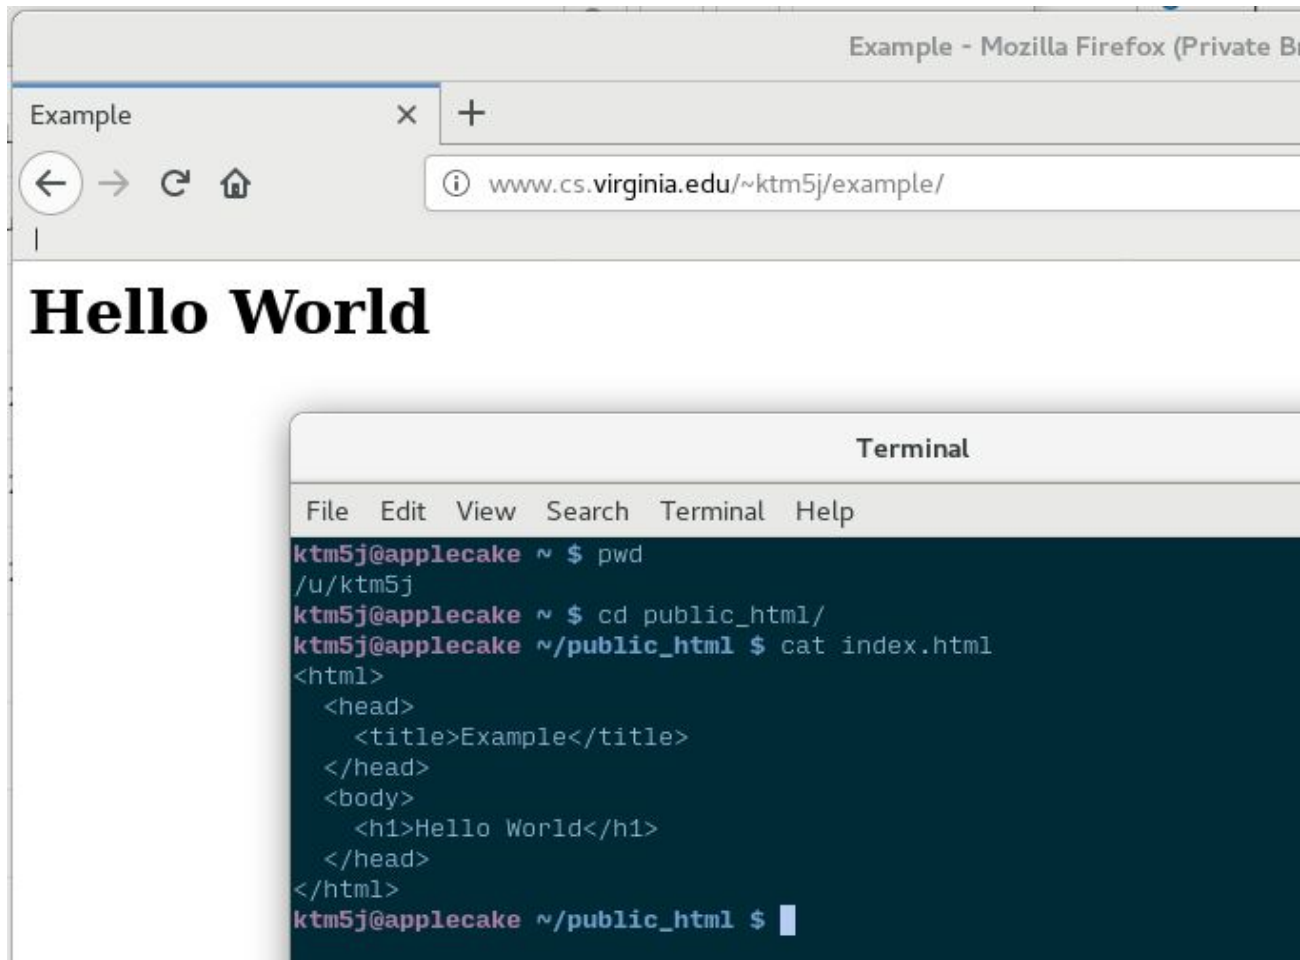 Example - Mozilla Firefox (Private
Example
www.cs.virginia.edu/~ktm5j/example/
Hello World
Terminal
File Edit View Search Terminal Help
ktm5j@applecake ~ $ pwd
/u/ktm5j
ktm5j@applecake ~ $ cd public_html/
ktm5j@applecake ~/public_html $ cat index.html
<html>
  <head>
    <title>Example</title>
  </head>
  <body>
    <h1>Hello World</h1>
  </head>
</html>
ktm5j@applecake ~/public_html $